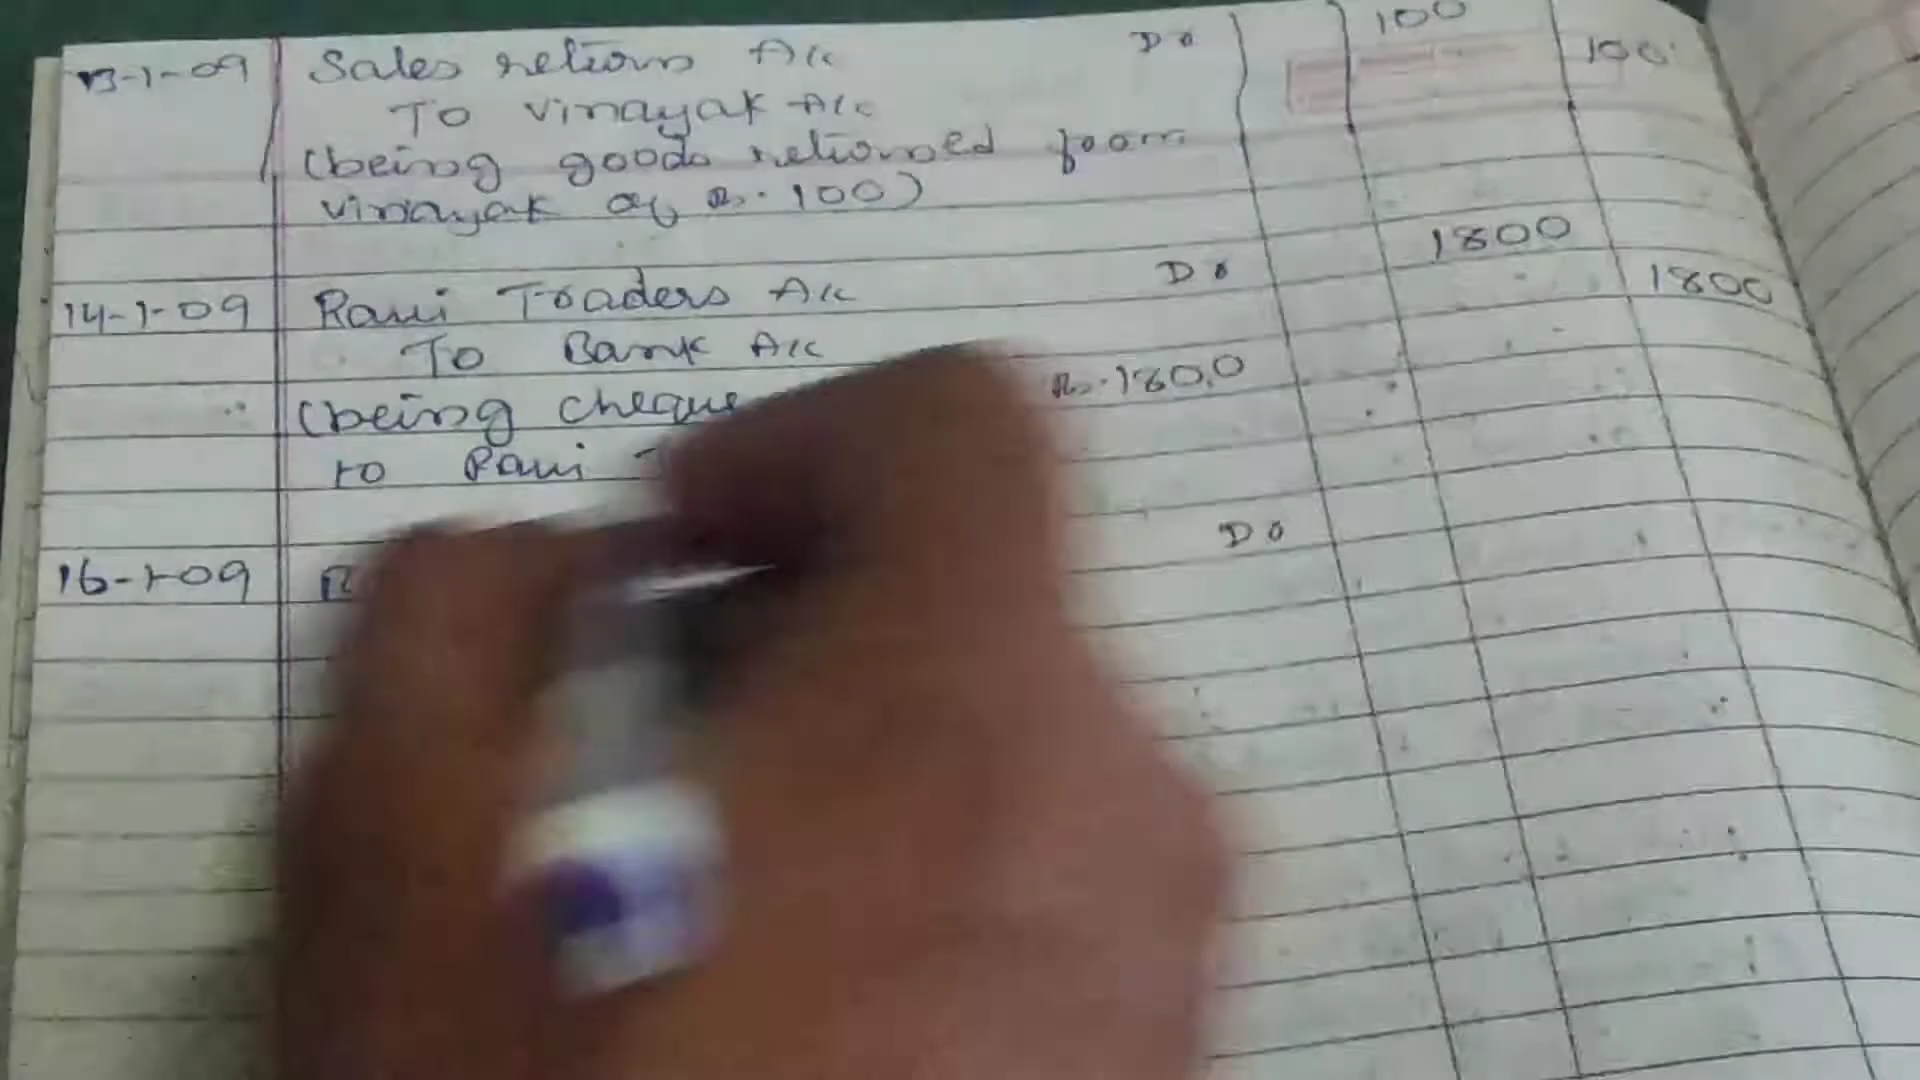 13-1-09 Sales return A/c Dr 100
To Vinayak A/c 100
(being goods returned from
vinayak of Rs. 100)
14-1-09 Ravi Traders A/c Dr 1800
To Bank A/c 1800
(being cheque Rs. 1800
to Ravi
16-1-09 Dr